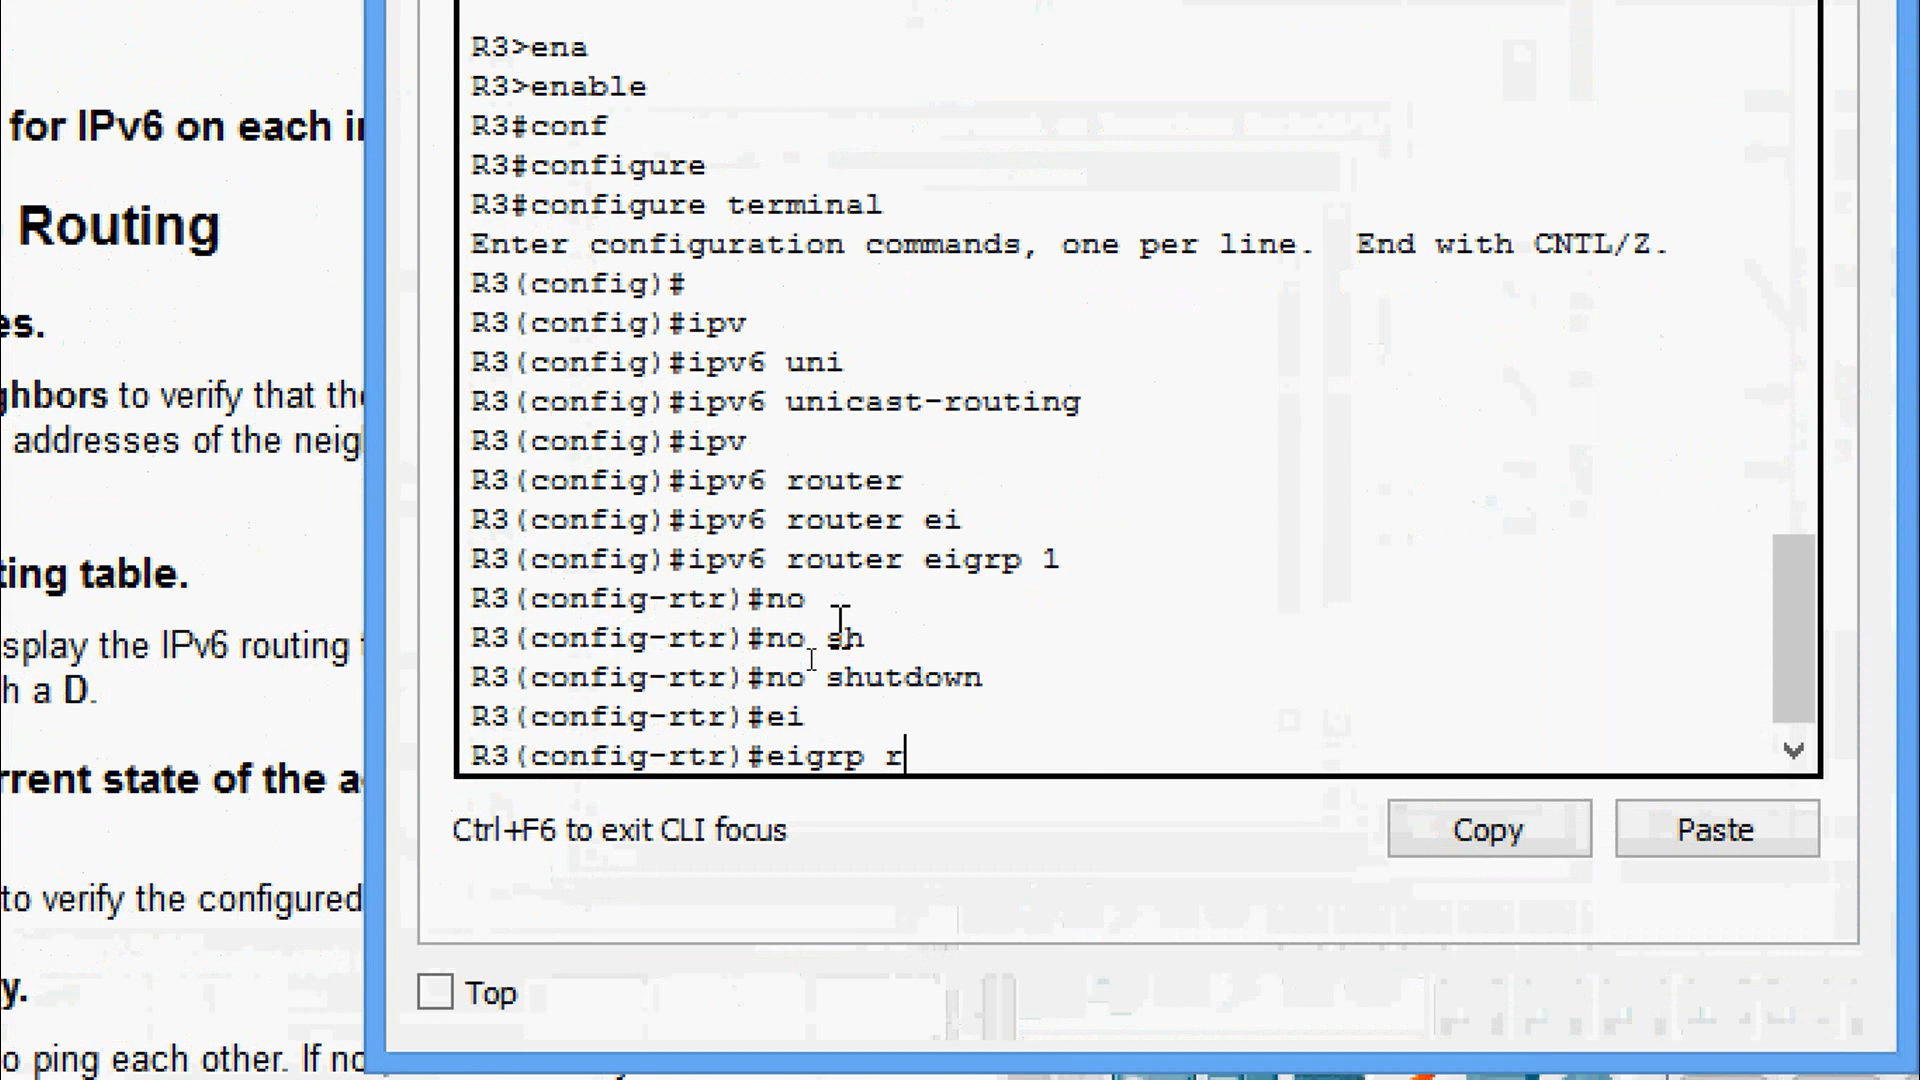 for IPv6 on each in
Routing
es.
ghbors to verify that the
addresses of the neig
ting table.
splay the IPv6 routing t
h a D.
rrent state of the a
to verify the configured
y.
o ping each other. If no
R3>ena
R3>enable
R3#conf
R3#configure
R3#configure terminal
Enter configuration commands, one per line.  End with CNTL/Z.
R3(config)#
R3(config)#ipv
R3(config)#ipv6 uni
R3(config)#ipv6 unicast-routing
R3(config)#ipv
R3(config)#ipv6 router
R3(config)#ipv6 router ei
R3(config)#ipv6 router eigrp 1
R3(config-rtr)#no
R3(config-rtr)#no sh
R3(config-rtr)#no shutdown
R3(config-rtr)#ei
R3(config-rtr)#eigrp r
Ctrl+F6 to exit CLI focus
Copy
Paste
Top